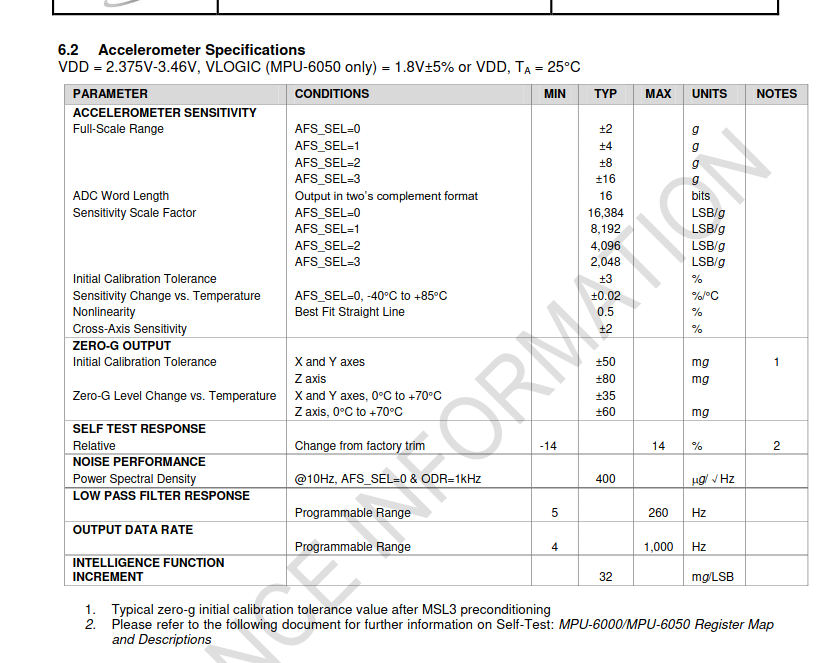 6.2 Accelerometer Specifications
VDD = 2.375V-3.46V, VLOGIC (MPU-6050 only) = 1.8V±5% or VDD, TA = 25°C
PARAMETER CONDITIONS MIN TYP MAX UNITS NOTES
ACCELEROMETER SENSITIVITY
Full-Scale Range AFS_SEL=0 ±2 g
AFS_SEL=1 ±4 g
AFS_SEL=2 ±8 g
AFS_SEL=3 ±16 g
ADC Word Length Output in two’s complement format 16 bits
Sensitivity Scale Factor AFS_SEL=0 16,384 LSB/g
AFS_SEL=1 8,192 LSB/g
AFS_SEL=2 4,096 LSB/g
AFS_SEL=3 2,048 LSB/g
Initial Calibration Tolerance ±3 %
Sensitivity Change vs. Temperature AFS_SEL=0, -40°C to +85°C ±0.02 %/°C
Nonlinearity Best Fit Straight Line 0.5 %
Cross-Axis Sensitivity ±2 %
ZERO-G OUTPUT
Initial Calibration Tolerance X and Y axes ±50 mg 1
Z axis ±80 mg
Zero-G Level Change vs. Temperature X and Y axes, 0°C to +70°C ±35
Z axis, 0°C to +70°C ±60 mg
SELF TEST RESPONSE
Relative Change from factory trim -14 14 % 2
NOISE PERFORMANCE
Power Spectral Density @10Hz, AFS_SEL=0 & ODR=1kHz 400 µg/√Hz
LOW PASS FILTER RESPONSE
Programmable Range 5 260 Hz
OUTPUT DATA RATE
Programmable Range 4 1,000 Hz
INTELLIGENCE FUNCTION
INCREMENT 32 mg/LSB
1. Typical zero-g initial calibration tolerance value after MSL3 preconditioning
2. Please refer to the following document for further information on Self-Test: MPU-6000/MPU-6050 Register Map
and Descriptions
NCE INFORMATION